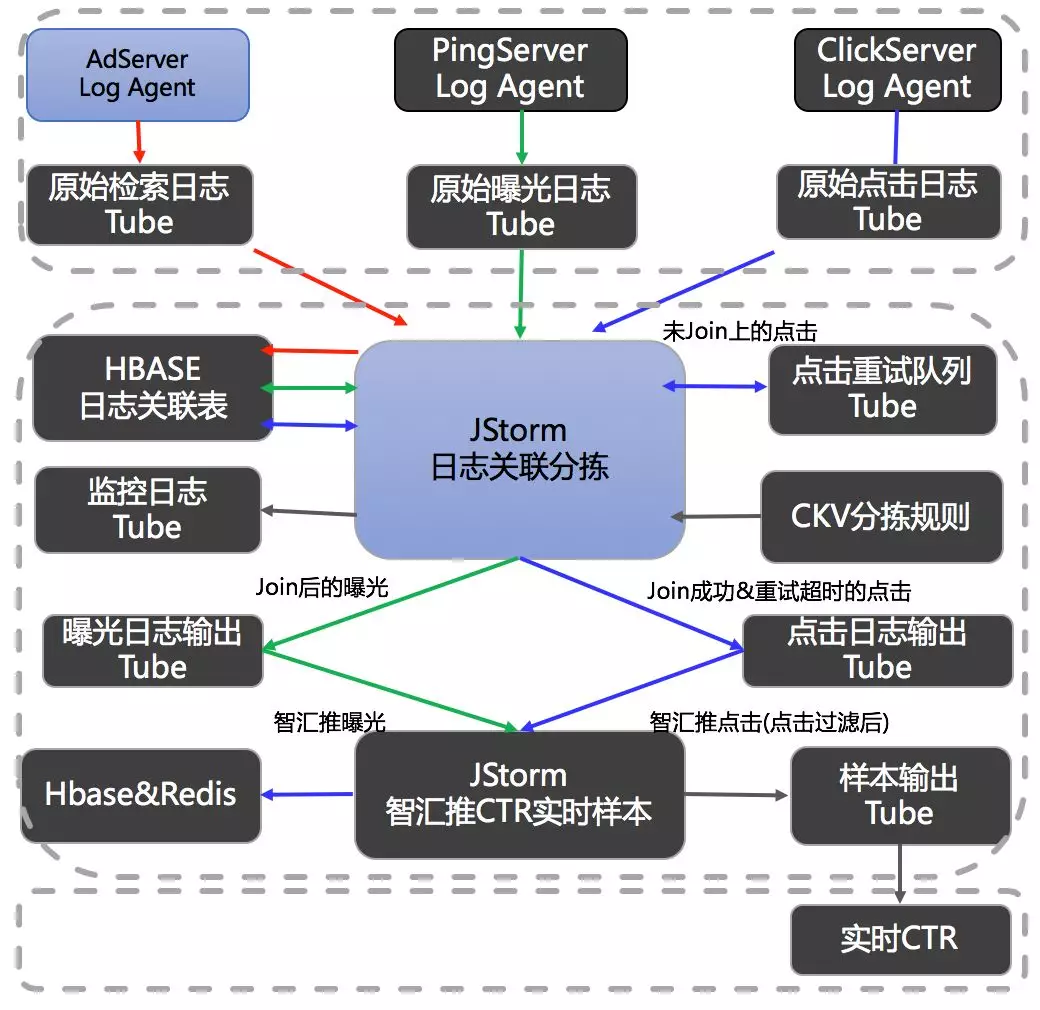 AdServer
Log Agent
PingServer
Log Agent
ClickServer
Log Agent
原始检索日志
Tube
原始曝光日志
Tube
原始点击日志
Tube
未Join上的点击
HBASE
日志关联表
JStorm
日志关联分拣
点击重试队列
Tube
监控日志
Tube
CKV分拣规则
Join后的曝光
Join成功&重试超时的点击
曝光日志输出
Tube
点击日志输出
Tube
智汇推曝光
智汇推点击(点击过滤后)
Hbase&Redis
JStorm
智汇推CTR实时样本
样本输出
Tube
实时CTR